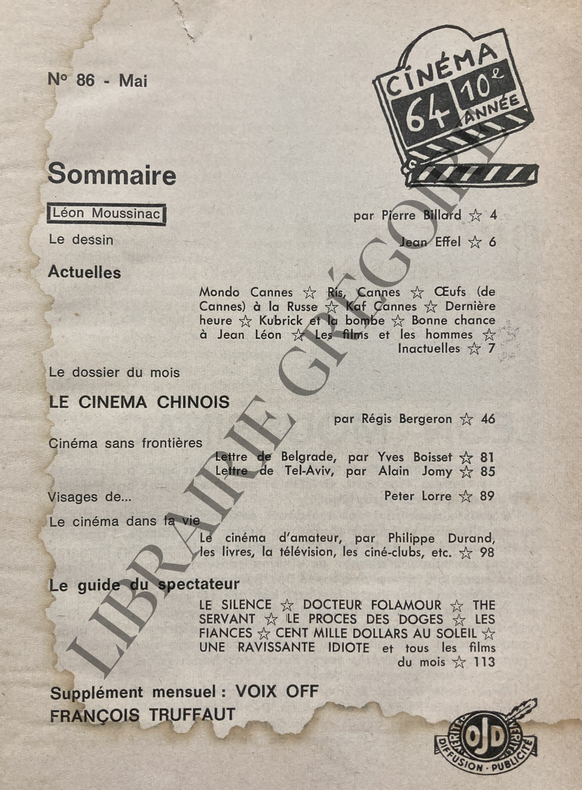 CINÉMA
64 10e
ANNÉE
Nº 86 - Mai
Sommaire
Léon Moussinac par Pierre Billard ☆ 4
Le dessin Jean Effel ☆ 6
Actuelles
Mondo Cannes ☆ Ris, Cannes ☆ Œufs (de
Cannes) à la Russe ☆ Kaf Cannes ☆ Dernière
heure ☆ Kubrick et la bombe ☆ Bonne chance
à Jean Léon ☆ Les films et les hommes ☆
Inactuelles ☆ 7
Le dossier du mois
LE CINEMA CHINOIS
par Régis Bergeron ☆ 46
Cinéma sans frontières
Lettre de Belgrade, par Yves Boisset ☆ 81
Lettre de Tel-Aviv, par Alain Jomy ☆ 85
Visages de... Peter Lorre ☆ 89
Le cinéma dans la vie
Le cinéma d'amateur, par Philippe Durand,
les livres, la télévision, les ciné-clubs, etc. ☆ 98
Le guide du spectateur
LE SILENCE ☆ DOCTEUR FOLAMOUR ☆ THE
SERVANT ☆ LE PROCES DES DOGES ☆ LES
FIANCES ☆ CENT MILLE DOLLARS AU SOLEIL ☆
UNE RAVISSANTE IDIOTE et tous les films
du mois ☆ 113
Supplément mensuel : VOIX OFF
FRANÇOIS TRUFFAUT
VERITE OJD VERITE
DIFFUSION - PUBLICITE
LIBRAIRIE GRÉGOIRE